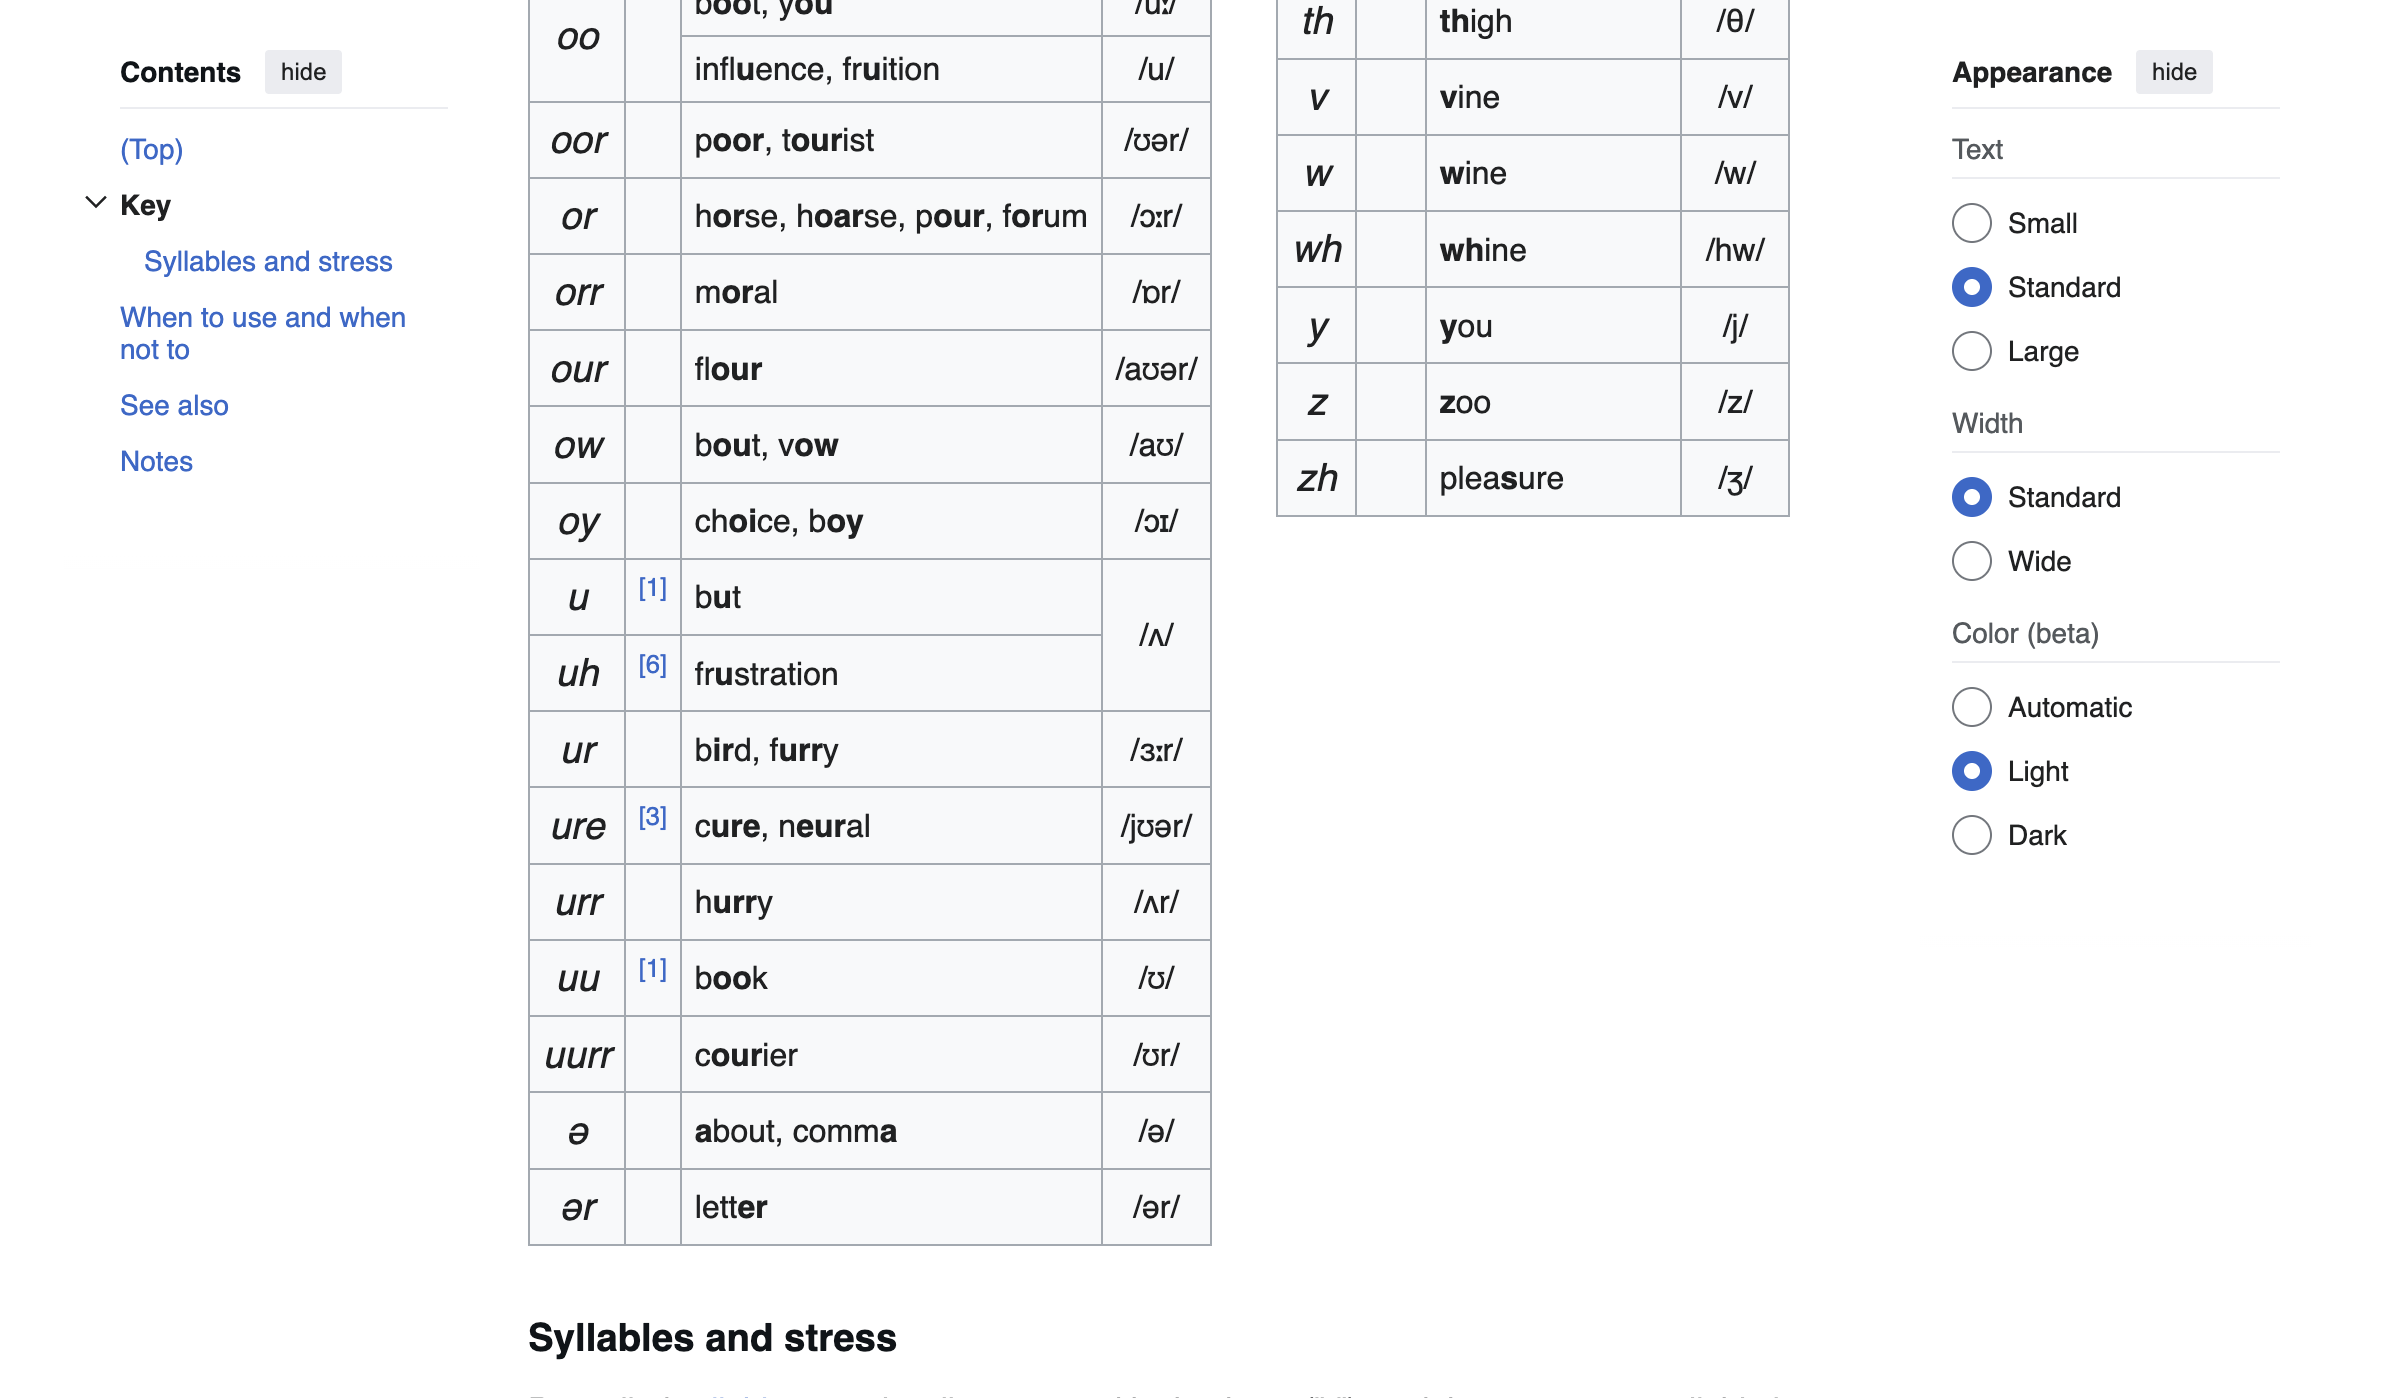 Contents hide
(Top)
Key
Syllables and stress
When to use and when
not to
See also
Notes
oo boot, you /uː/
influence, fruition /u/
oor poor, tourist /ʊər/
or horse, hoarse, pour, forum /ɔːr/
orr moral /ɒr/
our flour /aʊər/
ow bout, vow /aʊ/
oy choice, boy /ɔɪ/
u [1] but /ʌ/
uh [6] frustration
ur bird, furry /ɜːr/
ure [3] cure, neural /jʊər/
urr hurry /ʌr/
uu [1] book /ʊ/
uurr courier /ʊr/
ə about, comma /ə/
ər letter /ər/
th thigh /θ/
v vine /v/
w wine /w/
wh whine /hw/
y you /j/
z zoo /z/
zh pleasure /ʒ/
Syllables and stress
Appearance hide
Text
Small
Standard
Large
Width
Standard
Wide
Color (beta)
Automatic
Light
Dark